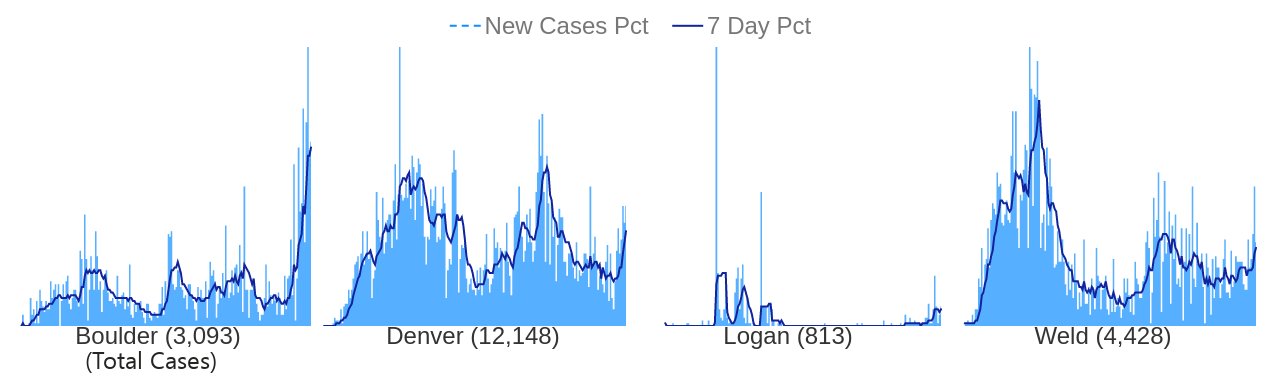 New Cases Pct 7 Day Pct
Boulder (3,093) Denver (12,148) Logan (813) Weld (4,428)
(Total Cases)